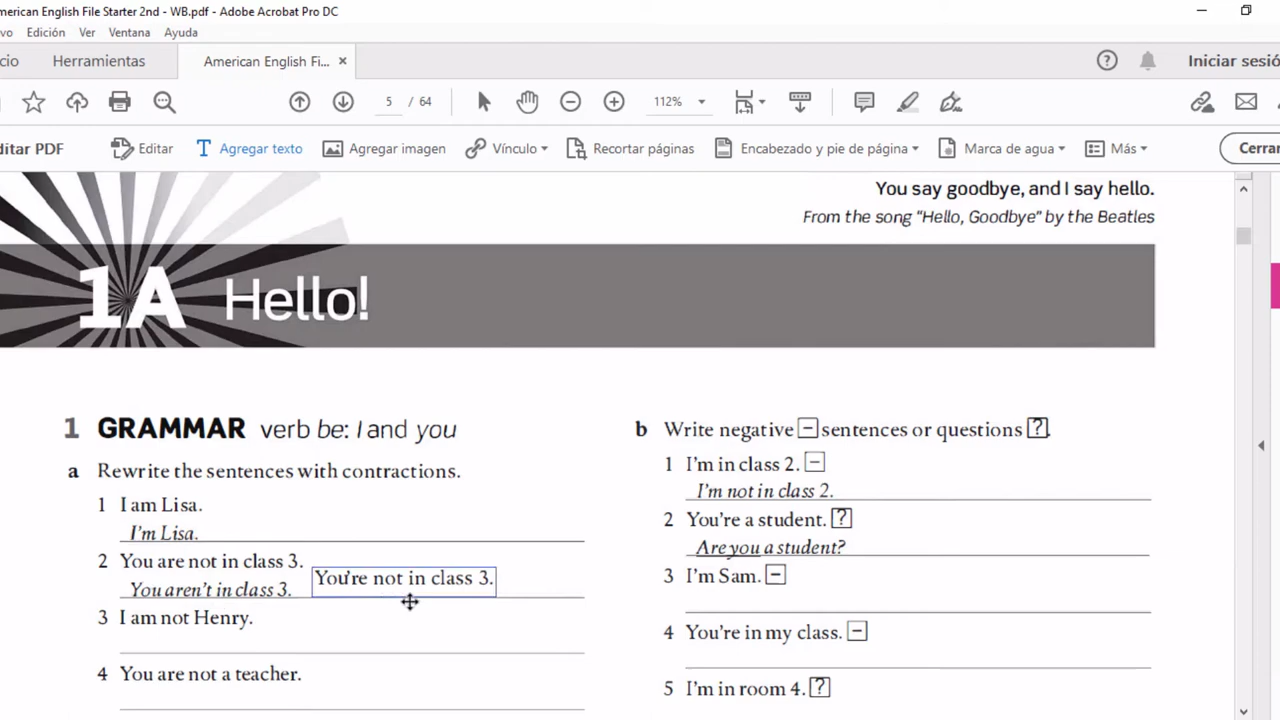 merican English File Starter 2nd - WB.pdf - Adobe Acrobat Pro DC
vo Edición Ver Ventana Ayuda
cio Herramientas American English Fi... × Iniciar sesió
5 / 64 112%
ditar PDF Editar Agregar texto Agregar imagen Vínculo Recortar páginas Encabezado y pie de página Marca de agua Más Cerrar
You say goodbye, and I say hello.
From the song "Hello, Goodbye" by the Beatles
1A Hello!
1 GRAMMAR verb be: I and you
a Rewrite the sentences with contractions.
1 I am Lisa.
I'm Lisa.
2 You are not in class 3.
You aren't in class 3. You're not in class 3.
3 I am not Henry.
4 You are not a teacher.
b Write negative – sentences or questions ?.
1 I'm in class 2. –
I'm not in class 2.
2 You're a student. ?
Are you a student?
3 I'm Sam. –
4 You're in my class. –
5 I'm in room 4. ?